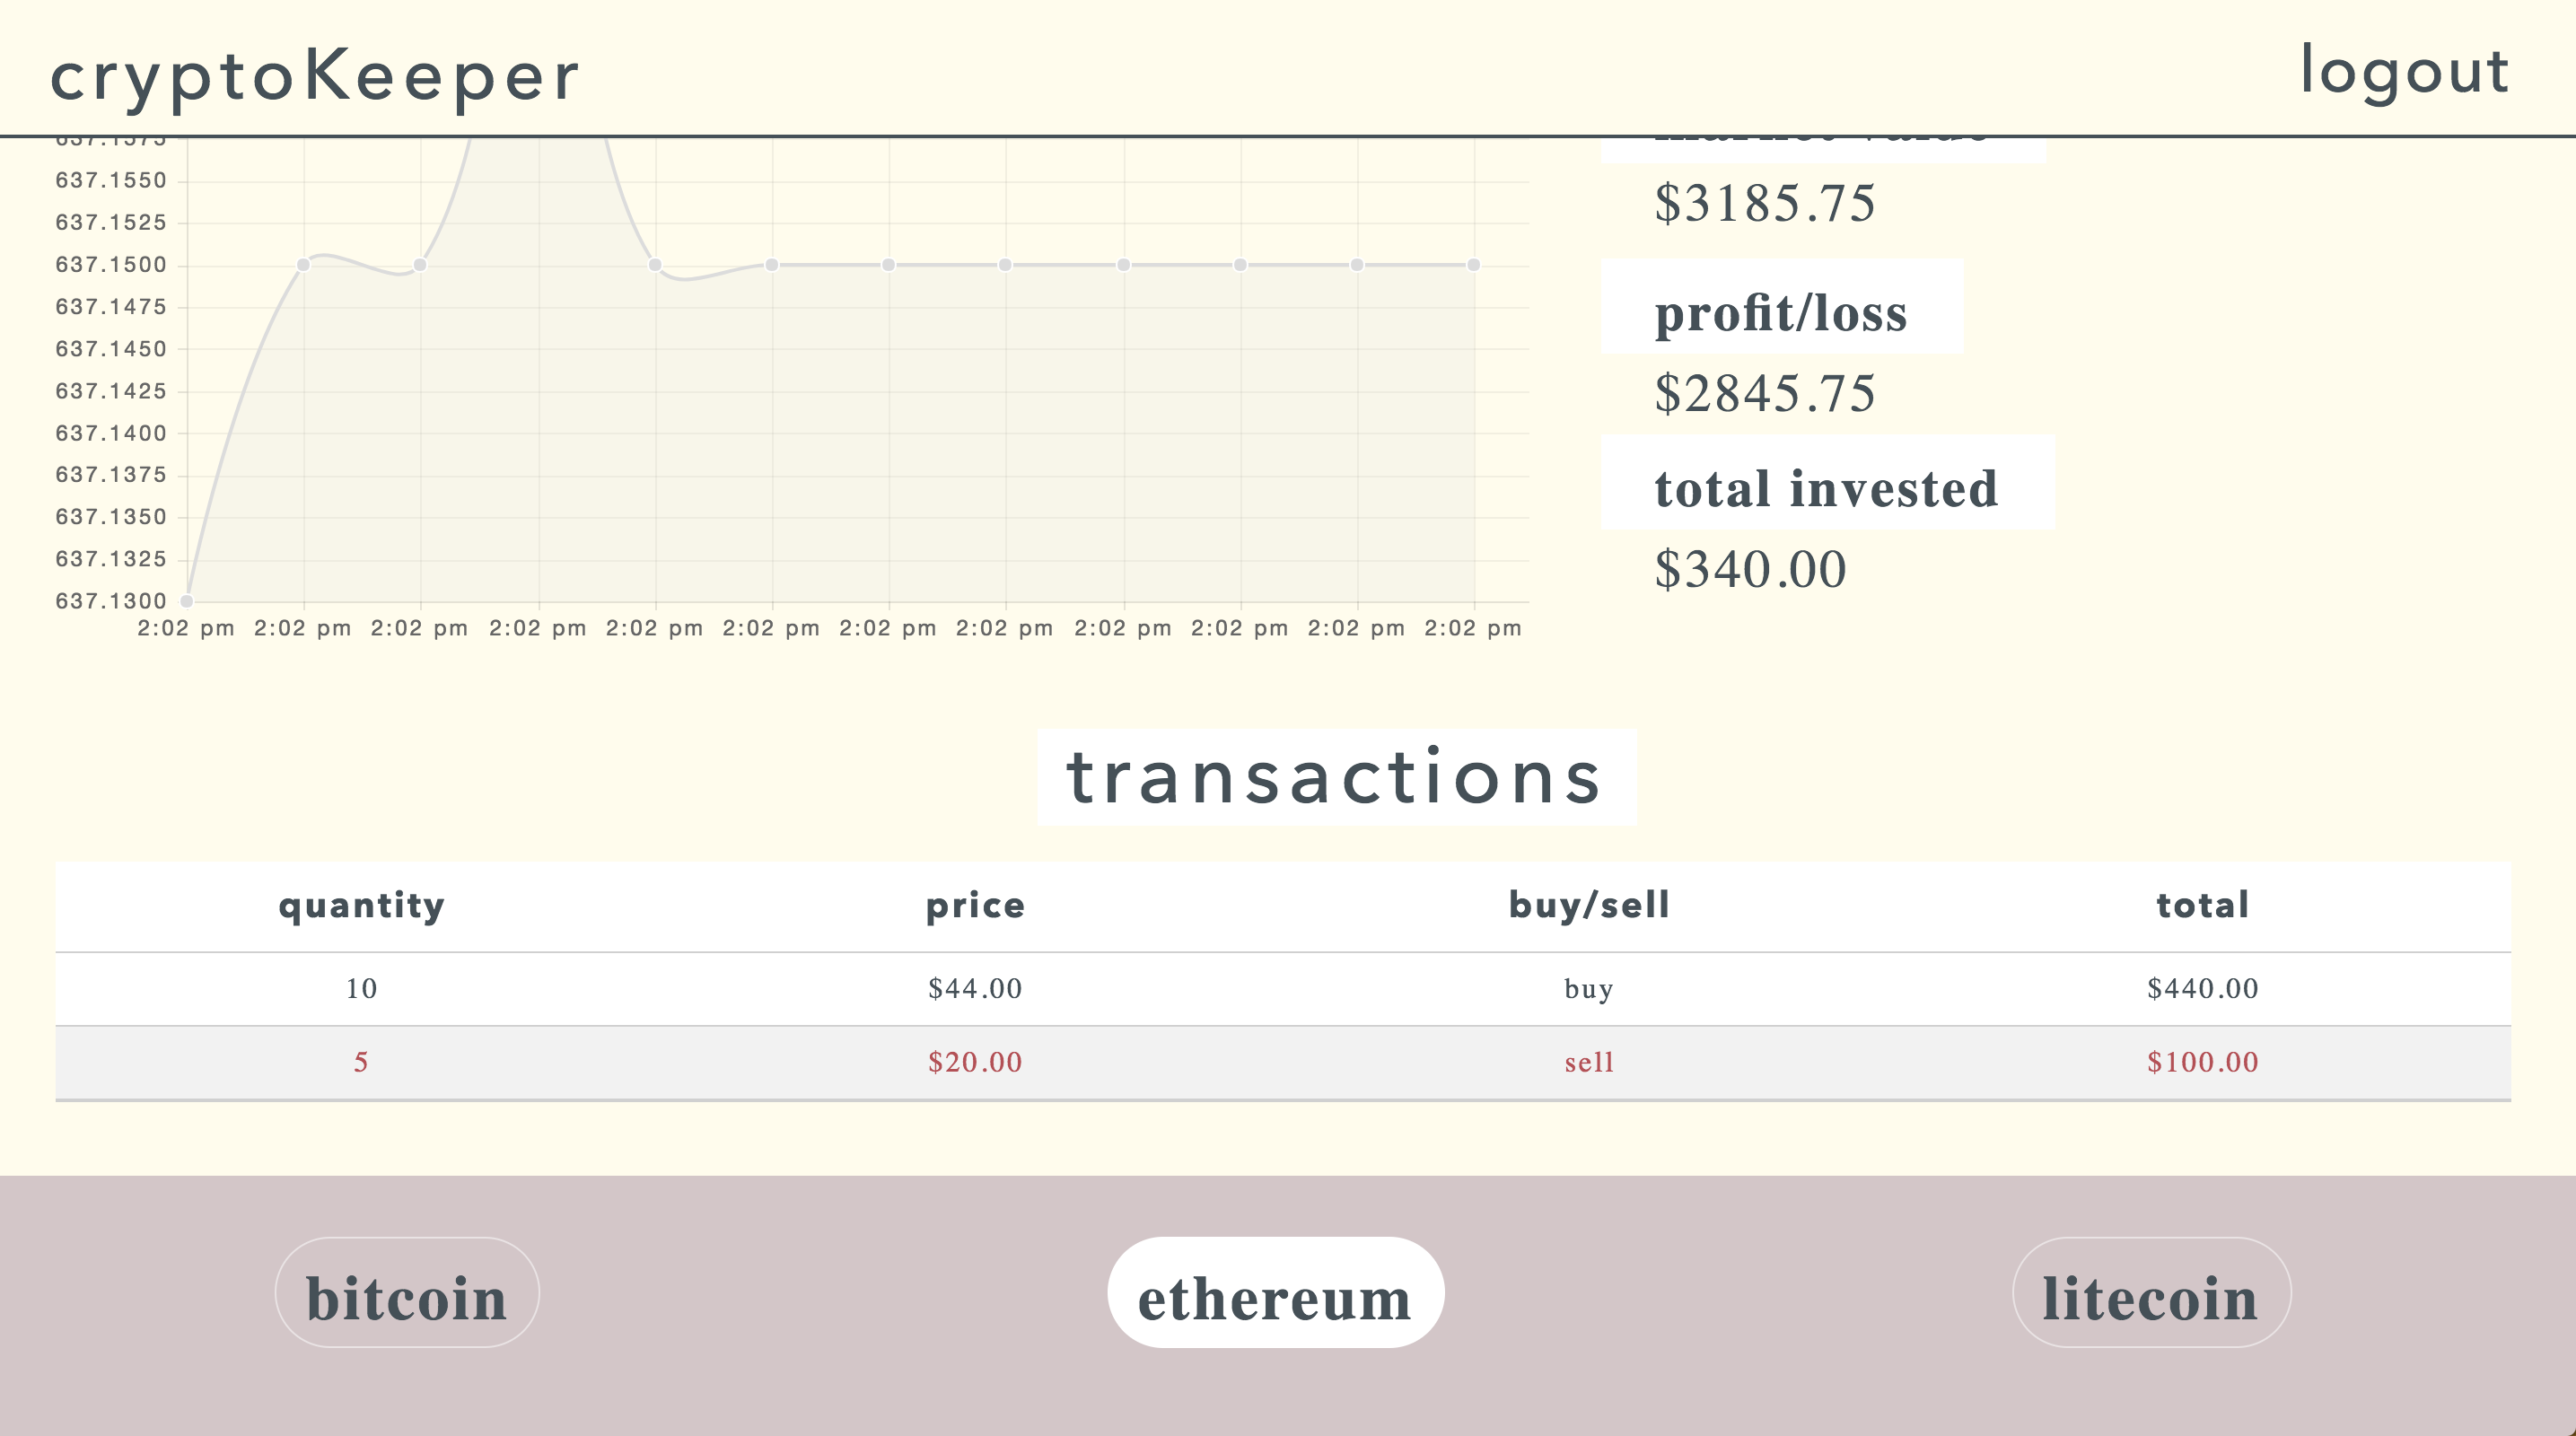 cryptoKeeper
logout
637.1575
637.1550
637.1525
637.1500
637.1475
637.1450
637.1425
637.1400
637.1375
637.1350
637.1325
637.1300
2:02 pm 2:02 pm 2:02 pm 2:02 pm 2:02 pm 2:02 pm 2:02 pm 2:02 pm 2:02 pm 2:02 pm 2:02 pm 2:02 pm
market value
$3185.75
profit/loss
$2845.75
total invested
$340.00
transactions
quantity price buy/sell total
10 $44.00 buy $440.00
5 $20.00 sell $100.00
bitcoin
ethereum
litecoin